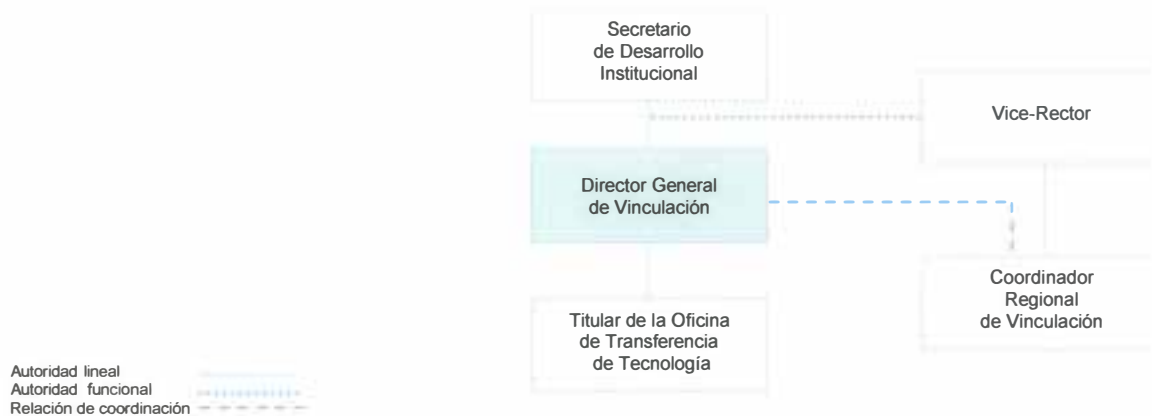 Secretario
de Desarrollo
Institucional
Vice-Rector
Director General
de Vinculación
Coordinador
Regional
de Vinculación
Titular de la Oficina
de Transferencia
de Tecnología
Autoridad lineal
Autoridad funcional
Relación de coordinación